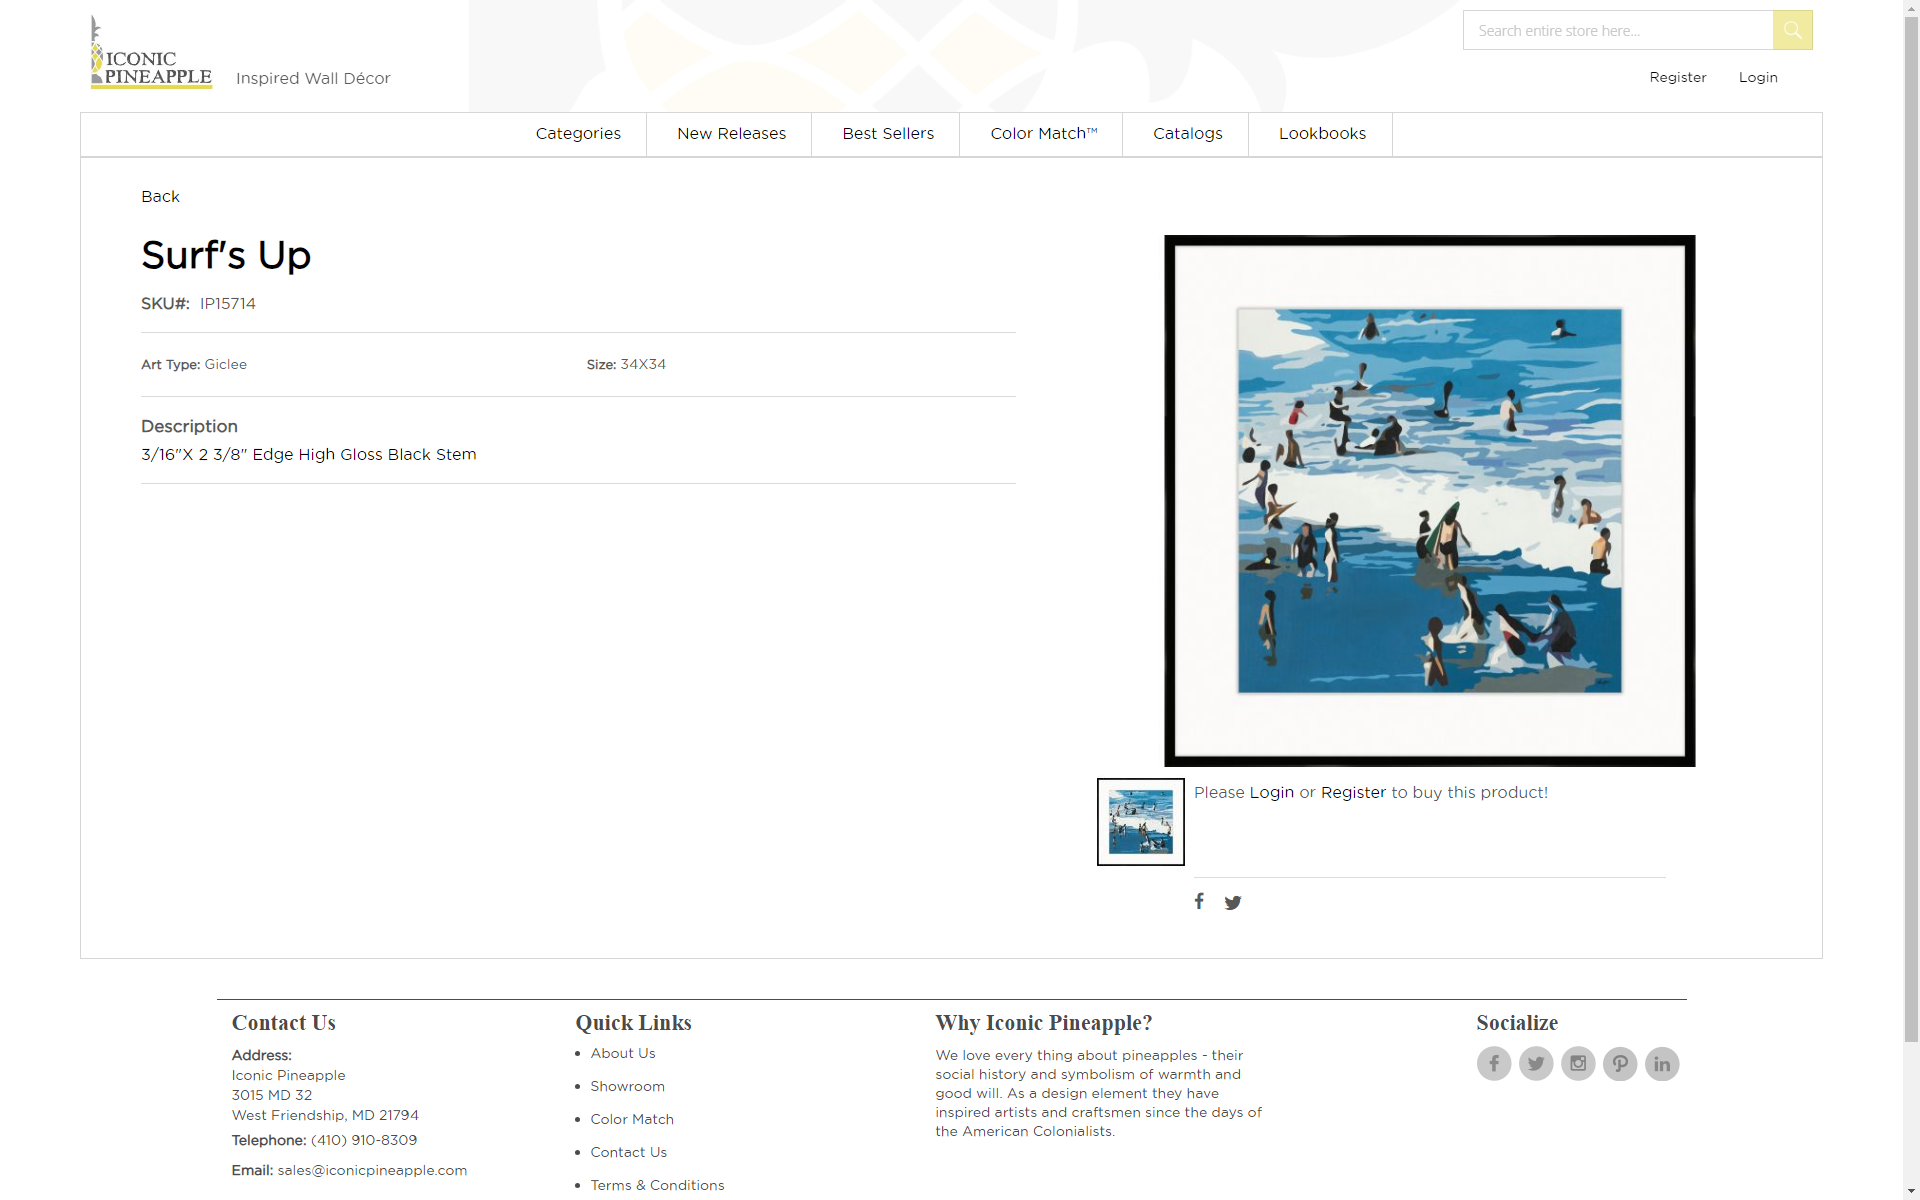 ICONIC
PINEAPPLE
Inspired Wall Décor
Search entire store here...
Register
Login
Categories
New Releases
Best Sellers
Color Match™
Catalogs
Lookbooks
Back
Surf's Up
SKU#: IP15714
Art Type: Giclee
Size: 34X34
Description
3/16"X 2 3/8" Edge High Gloss Black Stem
Please Login or Register to buy this product!
Contact Us
Address:
Iconic Pineapple
3015 MD 32
West Friendship, MD 21794
Telephone: (410) 910-8309
Email: sales@iconicpineapple.com
Quick Links
About Us
Showroom
Color Match
Contact Us
Terms & Conditions
Why Iconic Pineapple?
We love every thing about pineapples - their
social history and symbolism of warmth and
good will. As a design element they have
inspired artists and craftsmen since the days of
the American Colonialists.
Socialize